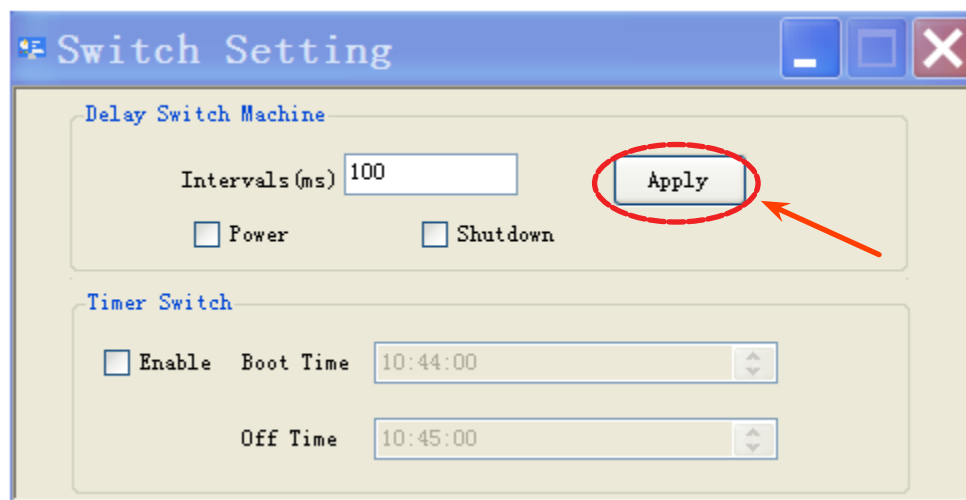 Switch Setting
Delay Switch Machine
Intervals(ms) 100 Apply
Power Shutdown
Timer Switch
Enable Boot Time 10:44:00
Off Time 10:45:00